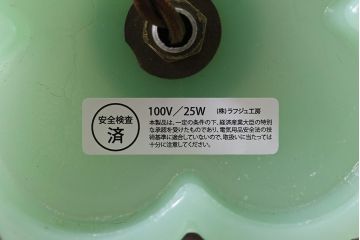 安全検査
済
100V／25W (株)ラフジュ工房
本製品は、一定の条件の下、経済産業大臣の特別
な承認を受けたものであり、電気用品安全法の技
術基準に適合していないので、取扱いに当たっては
十分に注意してください。